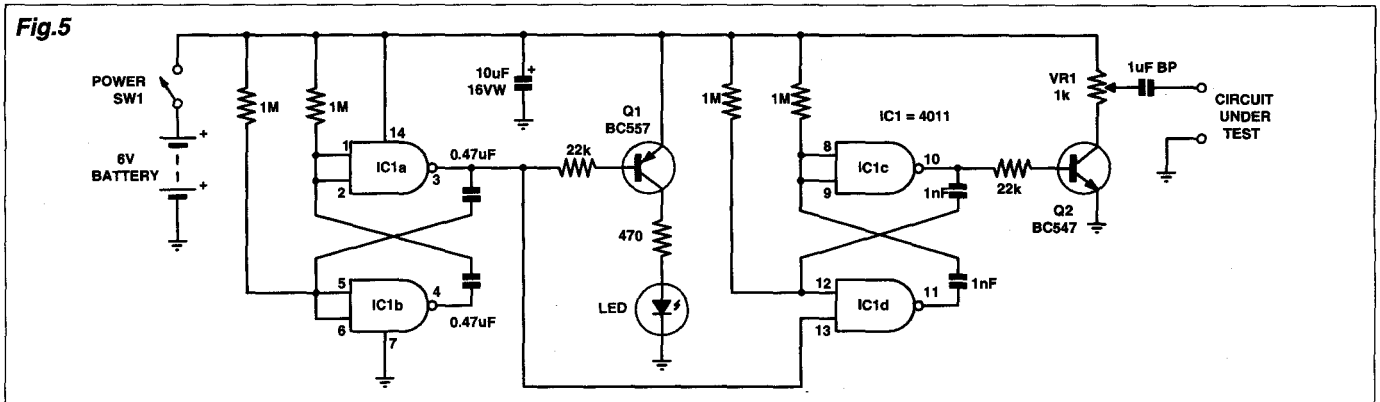 Fig.5
POWER
SW1
+
6V
BATTERY
+
1M
1M
14
1
2
IC1a
3
0.47uF
5
6
IC1b
4
7
0.47uF
10uF
16VW
+
22k
Q1
BC557
470
LED
1M
1M
IC1 = 4011
8
9
IC1c
10
1nF
12
13
IC1d
11
1nF
22k
Q2
BC547
VR1
1k
1uF BP
CIRCUIT
UNDER
TEST